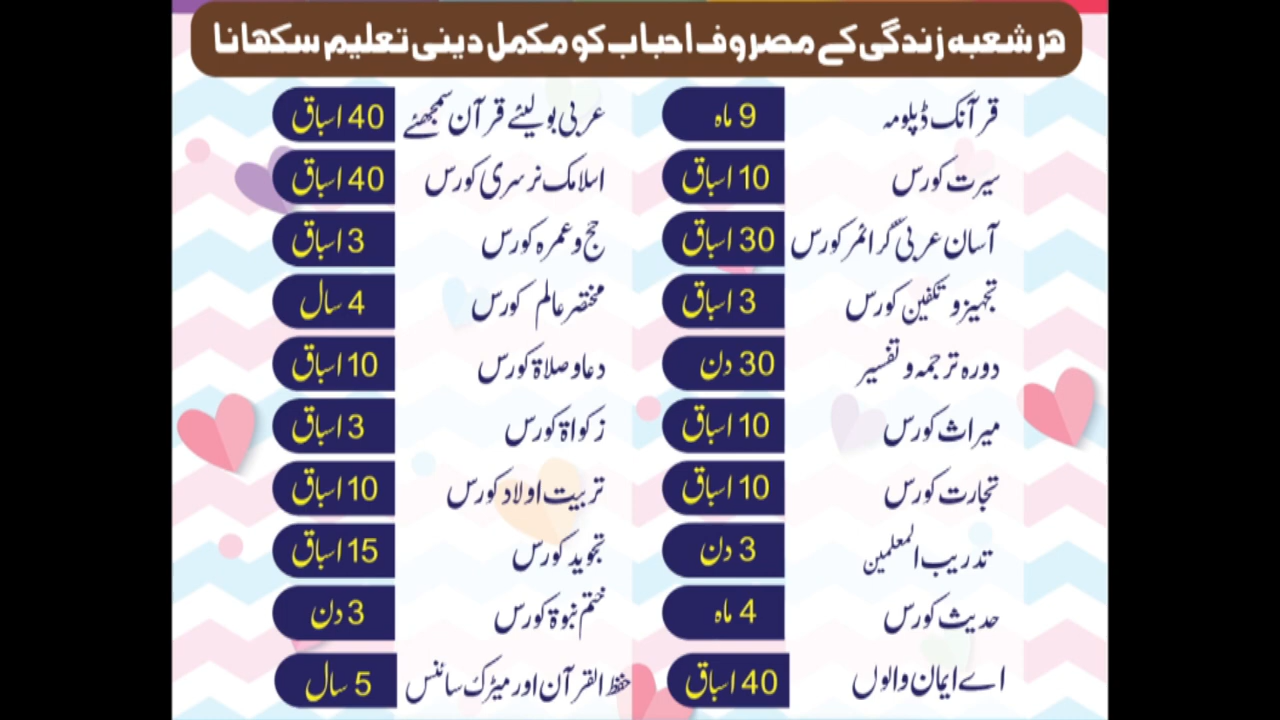 ہر شعبہ زندگی کے مصروف احباب کو مکمل دینی تعلیم سکھانا
قرآنک ڈپلومہ 9 ماہ
سیرت کورس 10 اسباق
آسان عربی گرائمر کورس 30 اسباق
تجہیز و تکفین کورس 3 اسباق
دورہ ترجمہ و تفسیر 30 دن
میراث کورس 10 اسباق
تجارت کورس 10 اسباق
تدریب المعلمین 3 دن
حدیث کورس 4 ماہ
اے ایمان والوں 40 اسباق
عربی بولیئے قرآن سمجھئے 40 اسباق
اسلامک نرسری کورس 40 اسباق
حج و عمرہ کورس 3 اسباق
مختصر عالم کورس 4 سال
دعا و صلاۃ کورس 10 اسباق
زکواۃ کورس 3 اسباق
تربیت اولاد کورس 10 اسباق
تجوید کورس 15 اسباق
ختم نبوۃ کورس 3 دن
حفظ القرآن اور میٹرک سائنس 5 سال